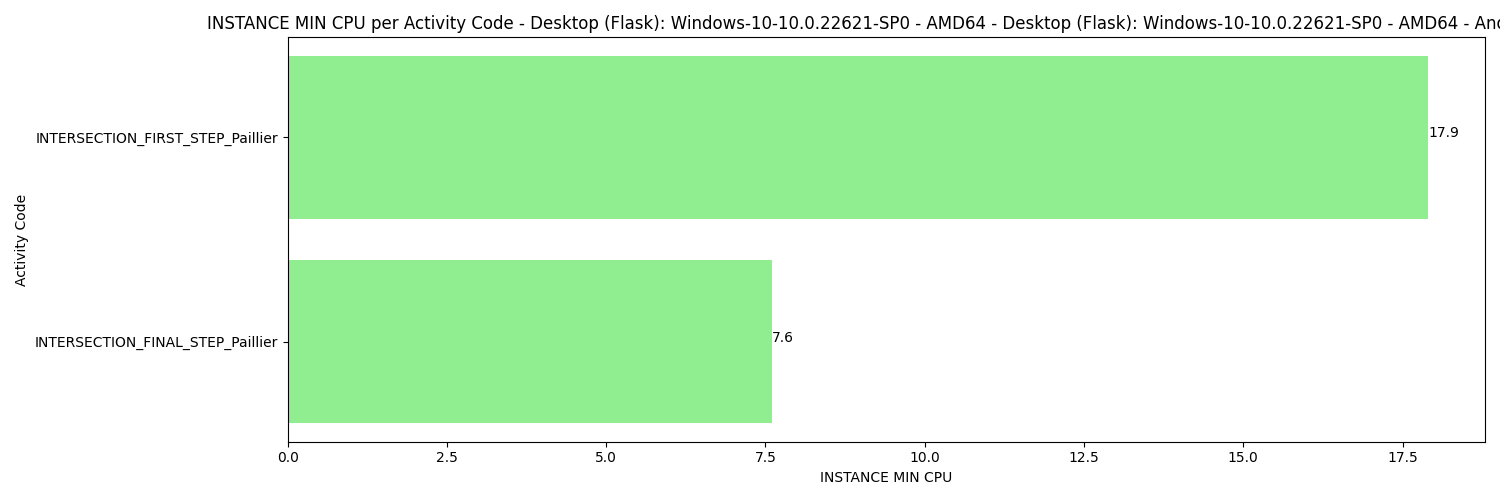 INSTANCE MIN CPU per Activity Code - Desktop (Flask): Windows-10-10.0.22621-SP0 - AMD64 - Desktop (Flask): Windows-10-10.0.22621-SP0 - AMD64 -
INTERSECTION_FIRST_STEP_Paillier
17.9
Activity Code
INTERSECTION_FINAL_STEP_Paillier
7.6
0.0 2.5 5.0 7.5 10.0 12.5 15.0 17.5
INSTANCE MIN CPU